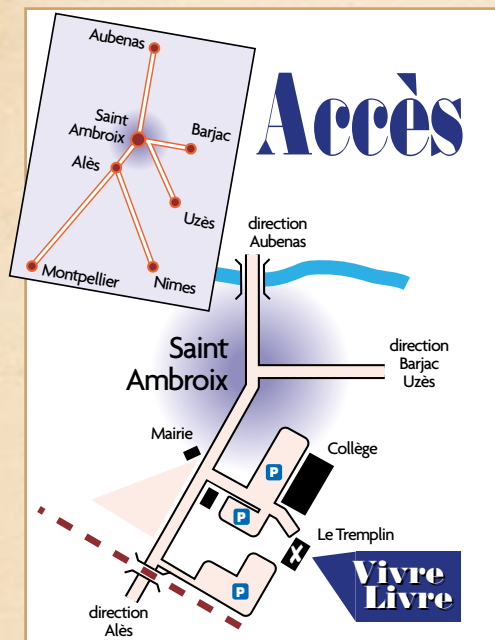 Accès
Aubenas
Saint
Ambroix
Barjac
Alès
Uzès
Montpellier
Nîmes
direction
Aubenas
Saint
Ambroix
direction
Barjac
Uzès
Mairie
Collège
P
P
Le Tremplin
Vivre
Livre
P
direction
Alès